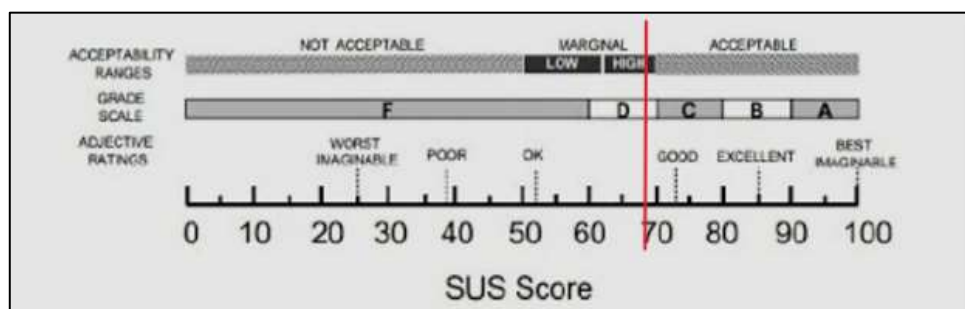 NOT ACCEPTABLE MARGINAL ACCEPTABLE
ACCEPTABILITY RANGES LOW HIGH
GRADE SCALE F D C B A
ADJECTIVE RATINGS WORST IMAGINABLE POOR OK GOOD EXCELLENT BEST IMAGINABLE
0 10 20 30 40 50 60 70 80 90 100
SUS Score